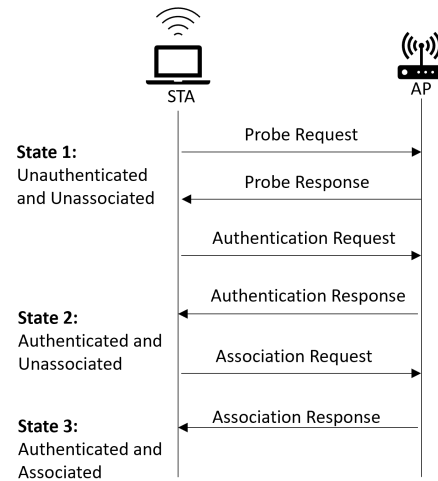 STA
AP
Probe Request
State 1:
Unauthenticated
and Unassociated
Probe Response
Authentication Request
Authentication Response
State 2:
Authenticated and
Unassociated
Association Request
Association Response
State 3:
Authenticated and
Associated